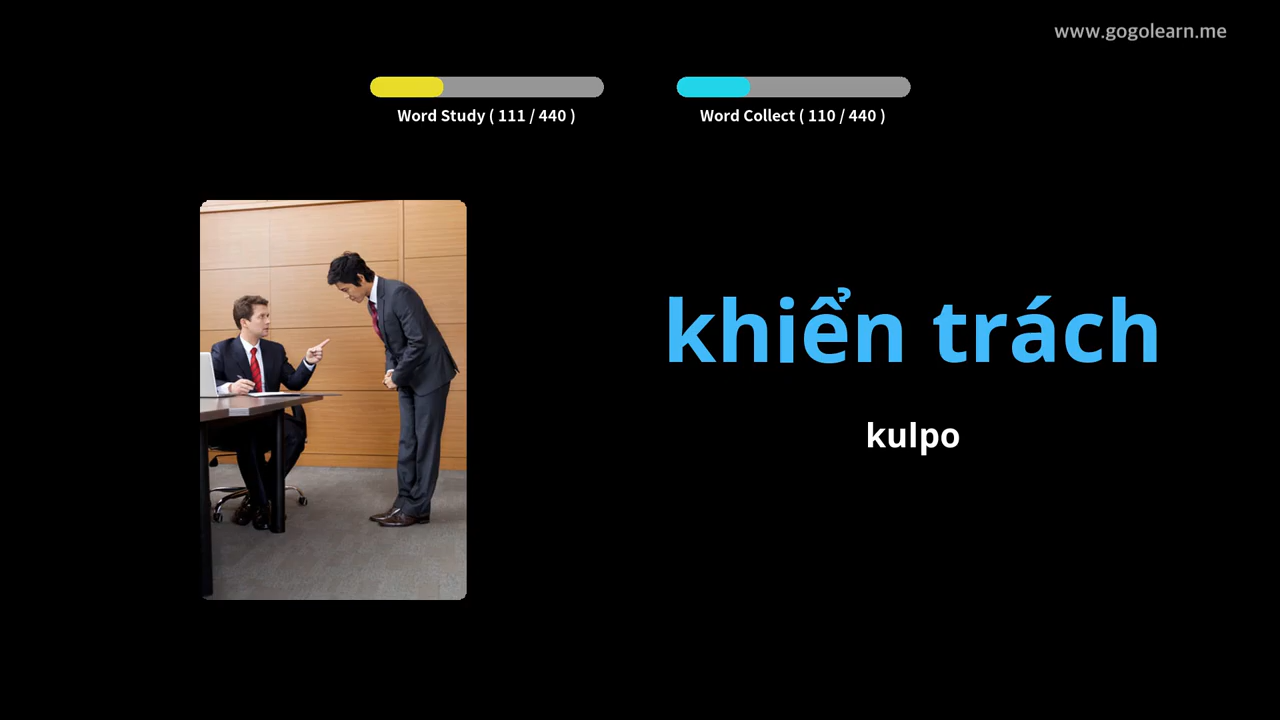 www.gogolearn.me
Word Study ( 111 / 440 )
Word Collect ( 110 / 440 )
khiển trách
kulpo